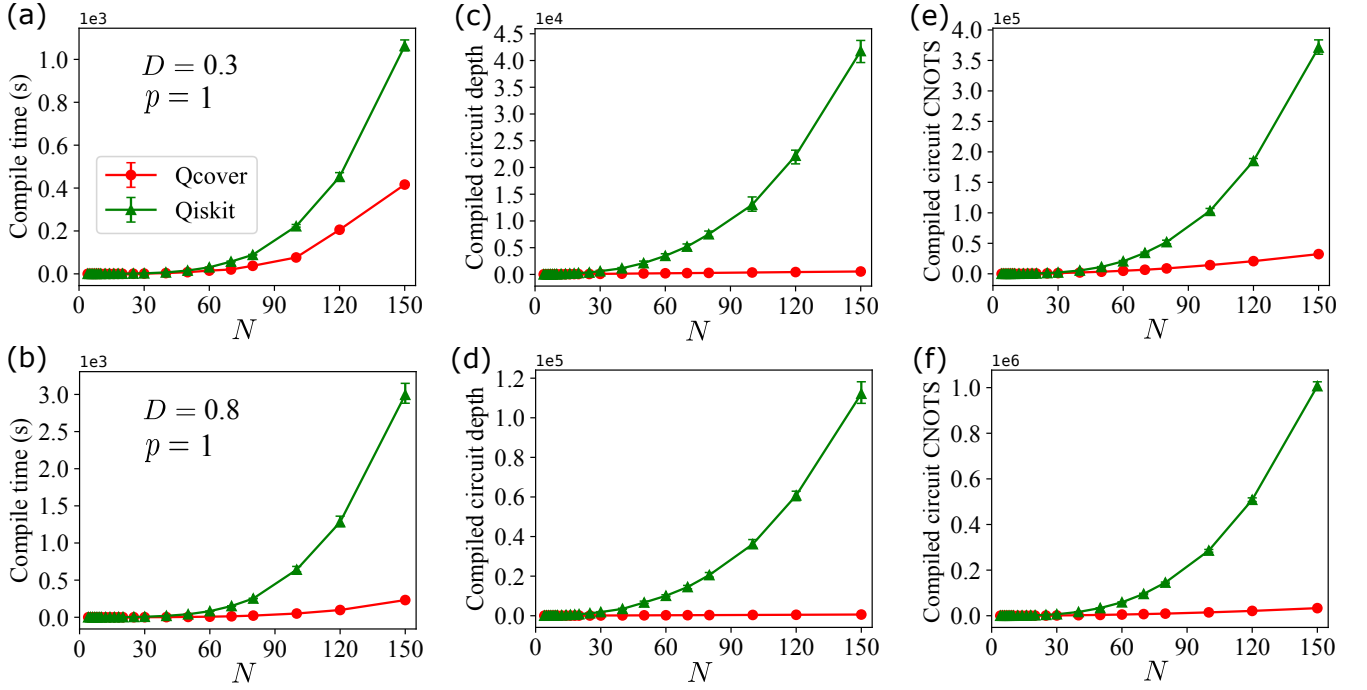 (a)
1e3
Compile time (s)
1.0
0.8
0.6
0.4
0.2
0.0
D = 0.3
p = 1
Qcover
Qiskit
0 30 60 90 120 150
N
(c)
1e4
Compiled circuit depth
4.5
4.0
3.5
3.0
2.5
2.0
1.5
1.0
0.5
0.0
0 30 60 90 120 150
N
(e)
1e5
Compiled circuit CNOTS
4.0
3.5
3.0
2.5
2.0
1.5
1.0
0.5
0.0
0 30 60 90 120 150
N
(b)
1e3
Compile time (s)
3.0
2.5
2.0
1.5
1.0
0.5
0.0
D = 0.8
p = 1
0 30 60 90 120 150
N
(d)
1e5
Compiled circuit depth
1.2
1.0
0.8
0.6
0.4
0.2
0.0
0 30 60 90 120 150
N
(f)
1e6
Compiled circuit CNOTS
1.0
0.8
0.6
0.4
0.2
0.0
0 30 60 90 120 150
N